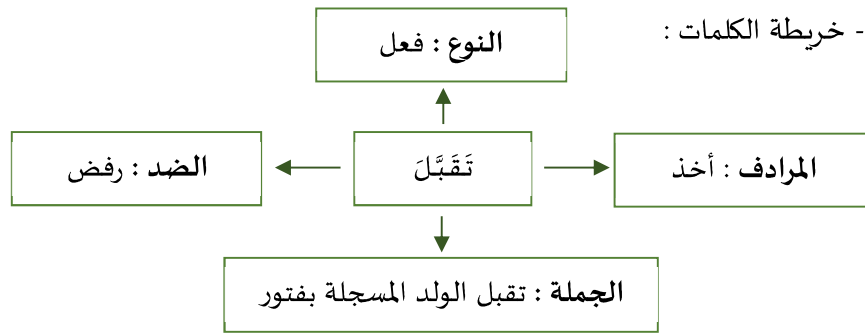 - خريطة الكلمات :
النوع : فعل
المرادف : أخذ
تَقَبَّلَ
الضد : رفض
الجملة : تقبل الولد المسجلة بفتور